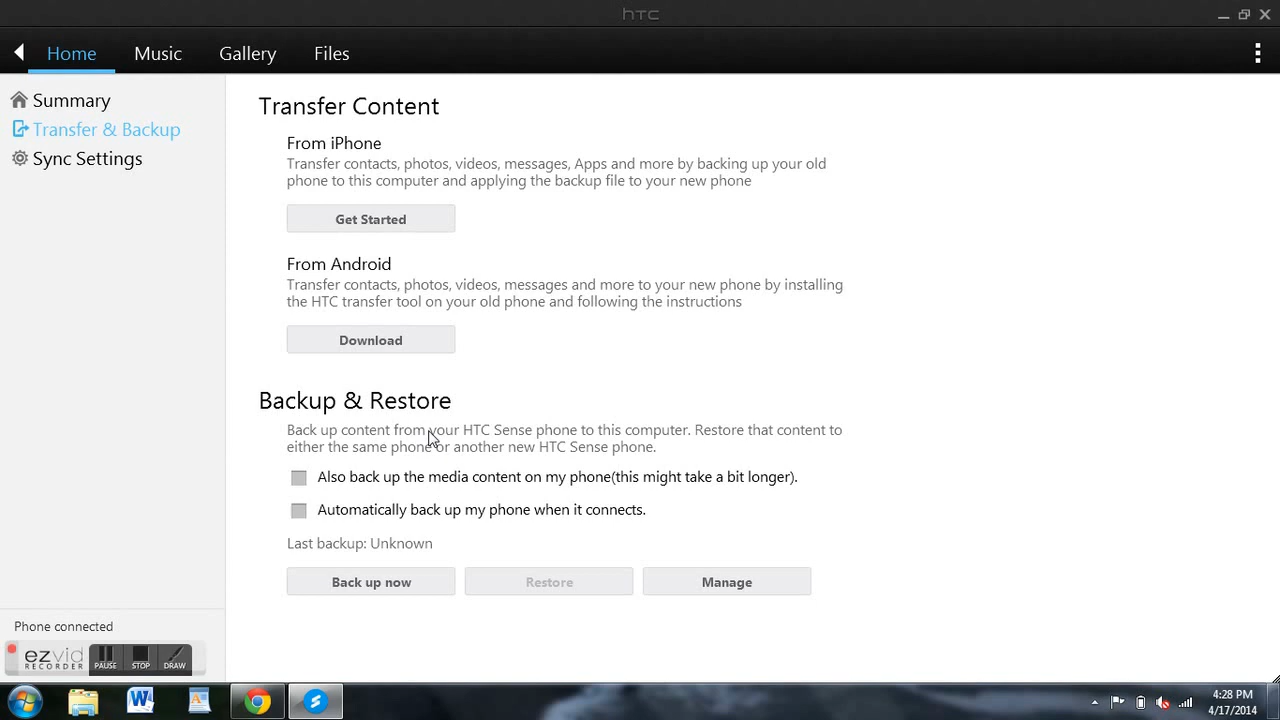 htc
Home Music Gallery Files
Summary
Transfer & Backup
Sync Settings
Transfer Content
From iPhone
Transfer contacts, photos, videos, messages, Apps and more by backing up your old
phone to this computer and applying the backup file to your new phone
Get Started
From Android
Transfer contacts, photos, videos, messages and more to your new phone by installing
the HTC transfer tool on your old phone and following the instructions
Download
Backup & Restore
Back up content from your HTC Sense phone to this computer. Restore that content to
either the same phone or another new HTC Sense phone.
Also back up the media content on my phone(this might take a bit longer).
Automatically back up my phone when it connects.
Last backup: Unknown
Back up now Restore Manage
Phone connected
ezvid
RECORDER
PAUSE STOP DRAW
4:28 PM
4/17/2014